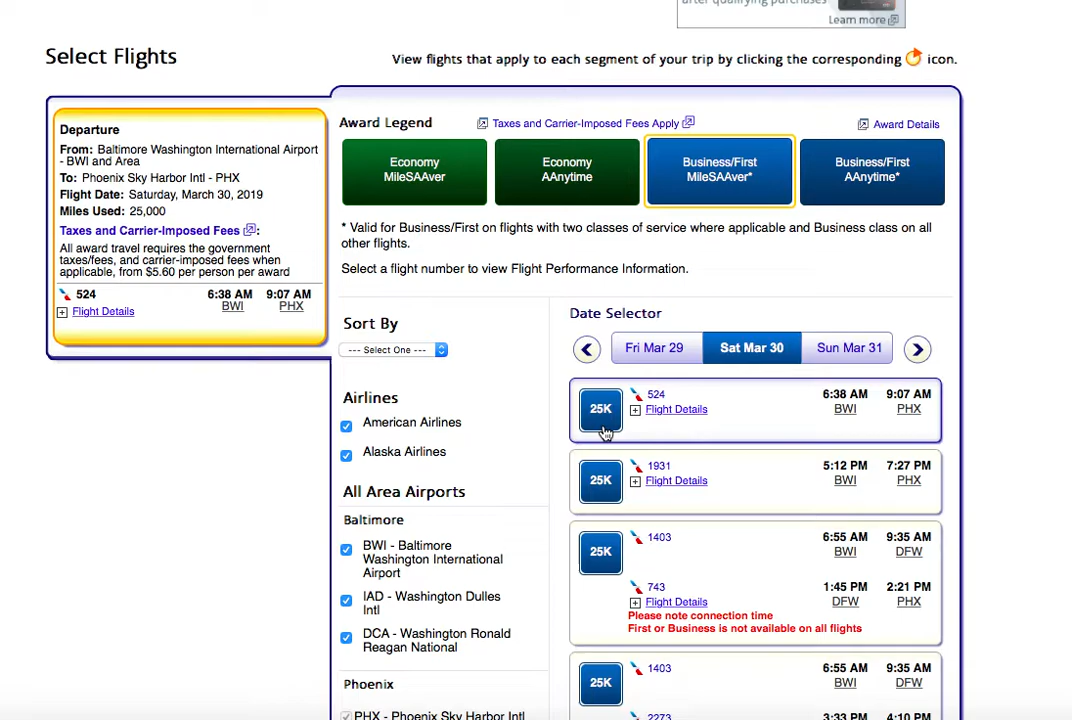 after qualifying purchases
Learn more
Select Flights
View flights that apply to each segment of your trip by clicking the corresponding icon.
Departure
From: Baltimore Washington International Airport
- BWI and Area
To: Phoenix Sky Harbor Intl - PHX
Flight Date: Saturday, March 30, 2019
Miles Used: 25,000
Taxes and Carrier-Imposed Fees :
All award travel requires the government
taxes/fees, and carrier-imposed fees when
applicable, from $5.60 per person per award
524 6:38 AM 9:07 AM
Flight Details BWI PHX
Award Legend Taxes and Carrier-Imposed Fees Apply Award Details
Economy
MileSAAver
Economy
AAnytime
Business/First
MileSAAver*
Business/First
AAnytime*
* Valid for Business/First on flights with two classes of service where applicable and Business class on all
other flights.
Select a flight number to view Flight Performance Information.
Sort By
--- Select One ---
Airlines
American Airlines
Alaska Airlines
All Area Airports
Baltimore
BWI - Baltimore
Washington International
Airport
IAD - Washington Dulles
Intl
DCA - Washington Ronald
Reagan National
Phoenix
PHX - Phoenix Sky Harbor Intl
Date Selector
Fri Mar 29 Sat Mar 30 Sun Mar 31
25K 524 6:38 AM 9:07 AM
Flight Details BWI PHX
25K 1931 5:12 PM 7:27 PM
Flight Details BWI PHX
25K 1403 6:55 AM 9:35 AM
BWI DFW
743 1:45 PM 2:21 PM
Flight Details DFW PHX
Please note connection time
First or Business is not available on all flights
25K 1403 6:55 AM 9:35 AM
BWI DFW
2273 3:33 PM 4:10 PM